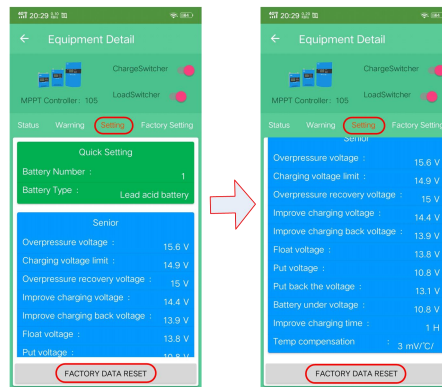 20:29
Equipment Detail
ChargeSwitcher
LoadSwitcher
MPPT Controller: 105
Status Warning Setting Factory Setting
Quick Setting
Battery Number : 1
Battery Type : Lead acid battery
Senior
Overpressure voltage : 15.6 V
Charging voltage limit : 14.9 V
Overpressure recovery voltage : 15 V
Improve charging voltage : 14.4 V
Improve charging back voltage : 13.9 V
Float voltage : 13.8 V
Put voltage : 10.8 V
FACTORY DATA RESET
20:29
Equipment Detail
ChargeSwitcher
LoadSwitcher
MPPT Controller: 105
Status Warning Setting Factory Setting
Senior
Overpressure voltage : 15.6 V
Charging voltage limit : 14.9 V
Overpressure recovery voltage : 15 V
Improve charging voltage : 14.4 V
Improve charging back voltage : 13.9 V
Float voltage : 13.8 V
Put voltage : 10.8 V
Put back the voltage : 13.1 V
Battery under voltage : 10.8 V
Improve charging time : 1 H
Temp compensation : 3 mV/℃/
FACTORY DATA RESET